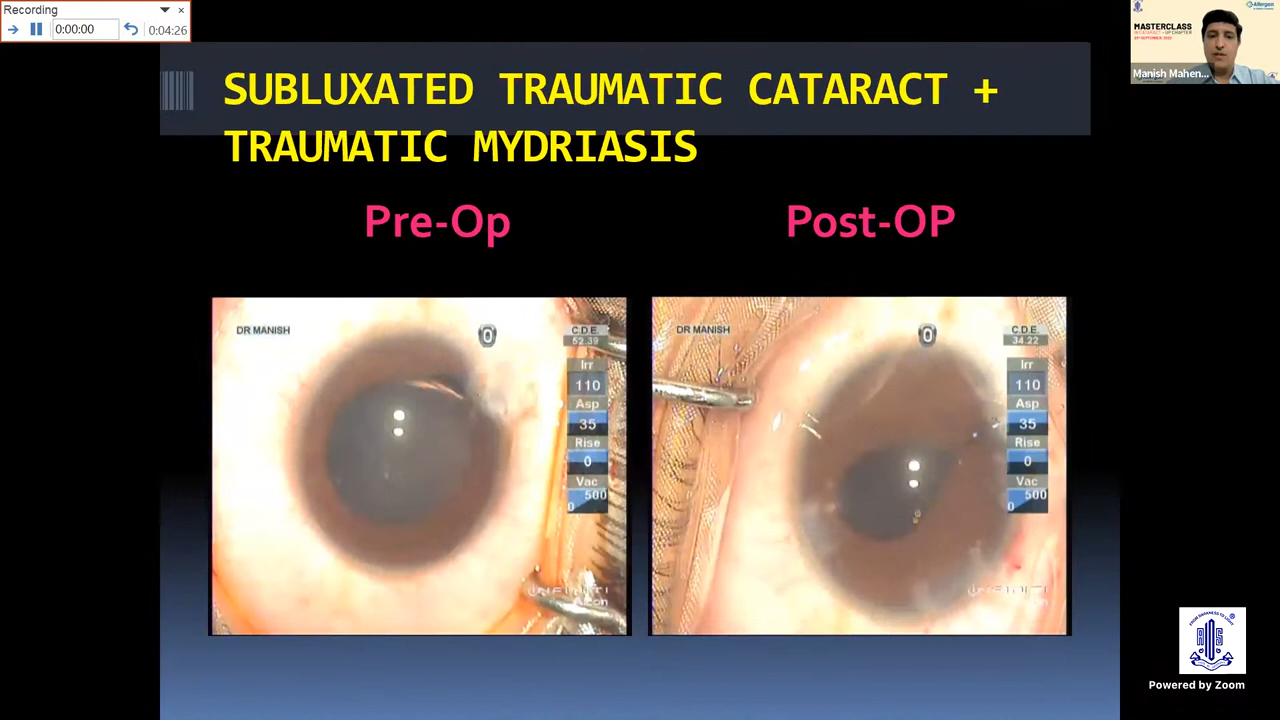 Recording
0:00:00
0:04:26
SUBLUXATED TRAUMATIC CATARACT +
TRAUMATIC MYDRIASIS
Pre-Op
Post-OP
DR MANISH
0
C.D.E.
52.39
Irr
110
Asp
35
Rise
0
Vac
500
0
DR MANISH
0
C.D.E.
34.22
Irr
110
Asp
35
Rise
0
Vac
500
0
Allergan
MASTERCLASS
Manish Mahen...
Powered by Zoom